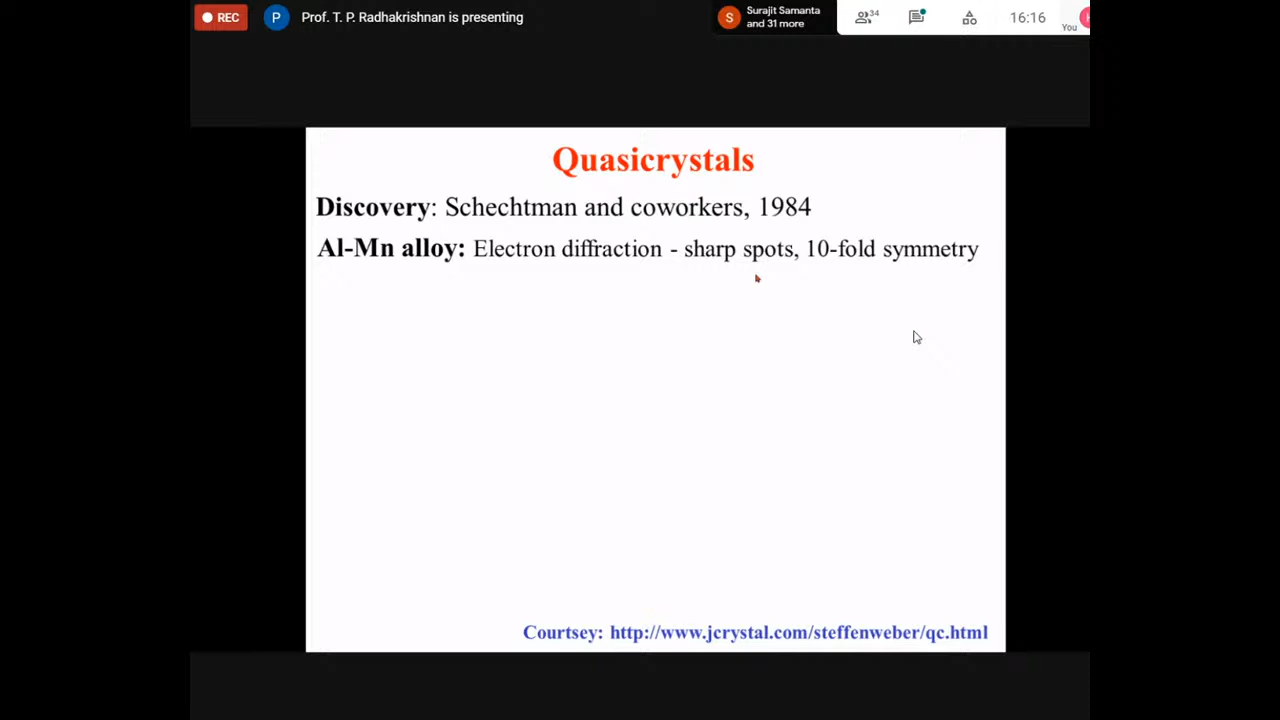 REC
P
Prof. T. P. Radhakrishnan is presenting
S
Surajit Samanta
and 31 more
34
16:16
You
Quasicrystals
Discovery: Schechtman and coworkers, 1984
Al-Mn alloy: Electron diffraction - sharp spots, 10-fold symmetry
Courtsey: http://www.jcrystal.com/steffenweber/qc.html